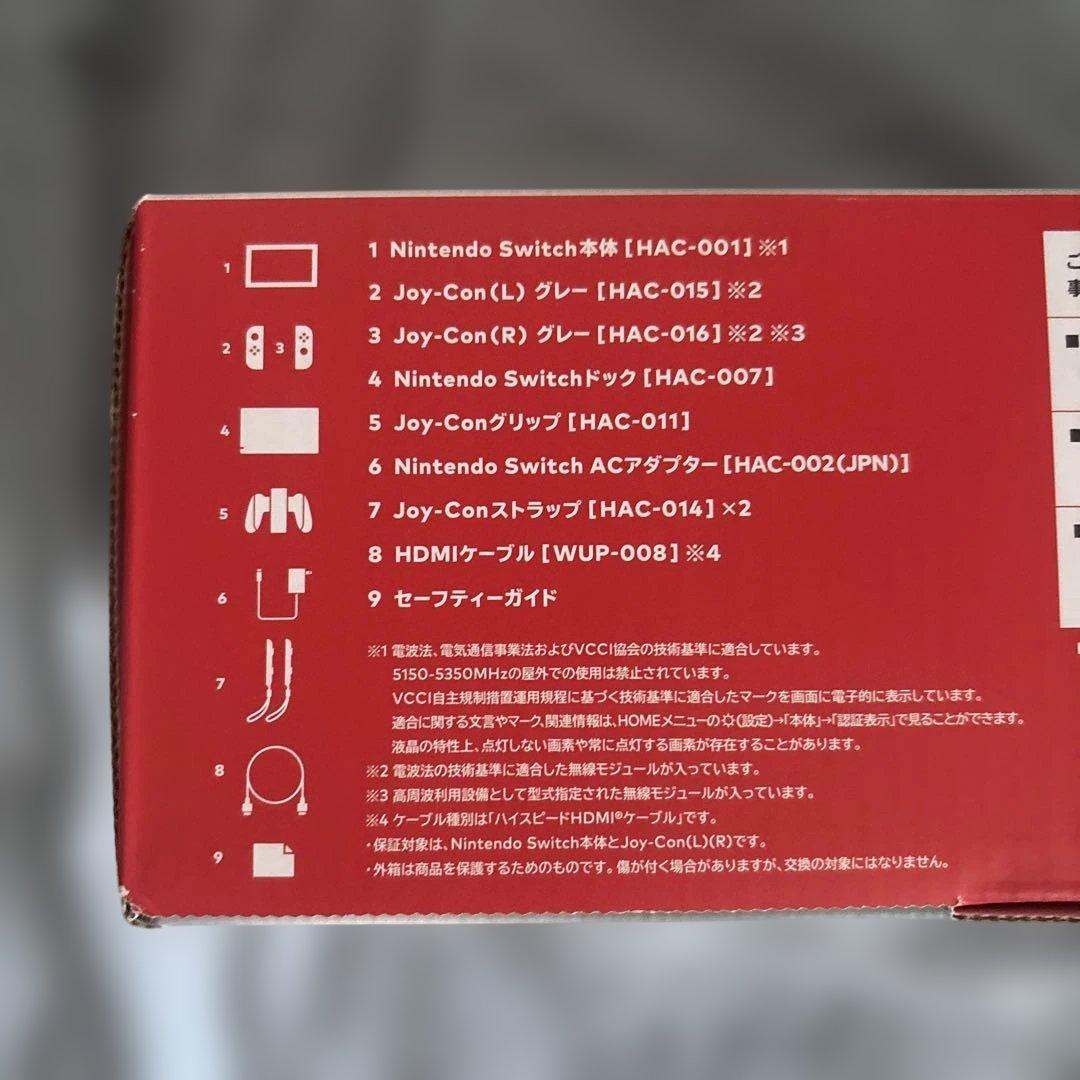 1 Nintendo Switch本体[HAC-001]※1
2 Joy-Con(L) グレー[HAC-015]※2
3 Joy-Con(R) グレー[HAC-016]※2 ※3
4 Nintendo Switchドック[HAC-007]
5 Joy-Conグリップ[HAC-011]
6 Nintendo Switch ACアダプター[HAC-002(JPN)]
7 Joy-Conストラップ[HAC-014]×2
8 HDMIケーブル[WUP-008]※4
9 セーフティーガイド
※1 電波法、電気通信事業法およびVCCI協会の技術基準に適合しています。
5150-5350MHzの屋外での使用は禁止されています。
VCCI自主規制措置運用規程に基づく技術基準に適合したマークを画面に電子的に表示しています。
適合に関する文言やマーク、関連情報は、HOMEメニューの(設定)→「本体」→「認証表示」で見ることができます。
液晶の特性上、点灯しない画素や常に点灯する画素が存在することがあります。
※2 電波法の技術基準に適合した無線モジュールが入っています。
※3 高周波利用設備として型式指定された無線モジュールが入っています。
※4 ケーブル種別は「ハイスピードHDMI®ケーブル」です。
・保証対象は、Nintendo Switch本体とJoy-Con(L)(R)です。
・外箱は商品を保護するためのものです。傷が付く場合がありますが、交換の対象にはなりません。
1
2 3
4
5
6
7
8
9